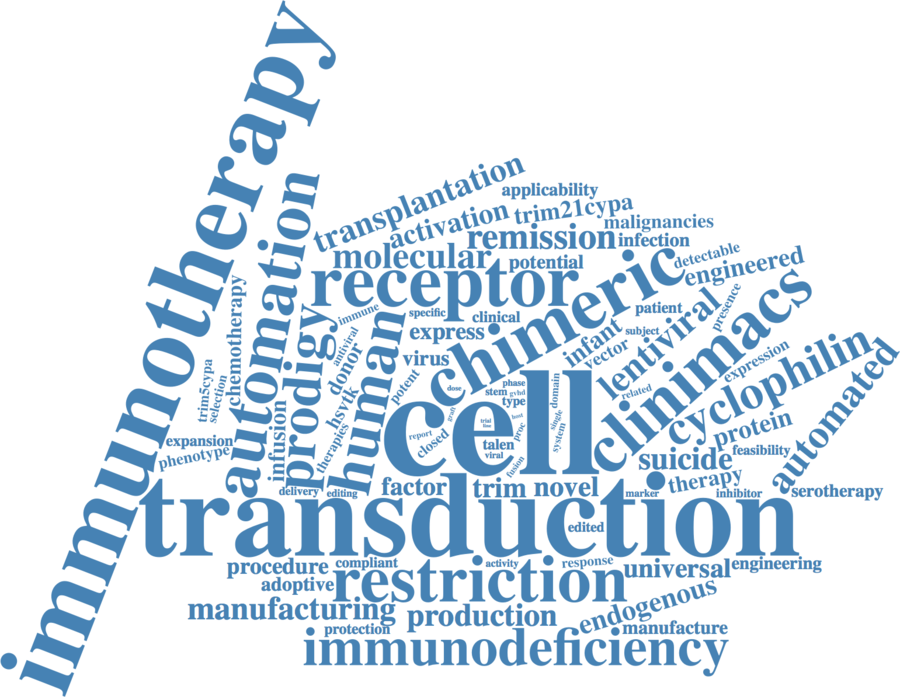 immunotherapy
transplantation
applicability
activation
trim21cypa
malignancies
automation
molecular
remission
infection
potential
detectable
engineered
receptor
chimeric
clinimacs
chemotherapy
prodigy
immune
specific
clinical
patient
presence
antiviral
human
express
infant
subject
lentiviral
donor
virus
vector
expression
cyclophilin
automated
trim5cypa
selection
hsvtk
potent
dose
phase
stem
gvhd
type
domain
related
cell
graft
trial
line
host
single
protein
expansion
infusion
therapies
report
closed
talen
viral
proc
system
fusion
suicide
feasibility
phenotype
delivery
editing
factor
trim
novel
marker
therapy
inhibitor
serotherapy
transduction
edited
procedure
compliant
activity
response
universal
engineering
adoptive
restriction
manufacturing
production
endogenous
protection
manufacture
immunodeficiency